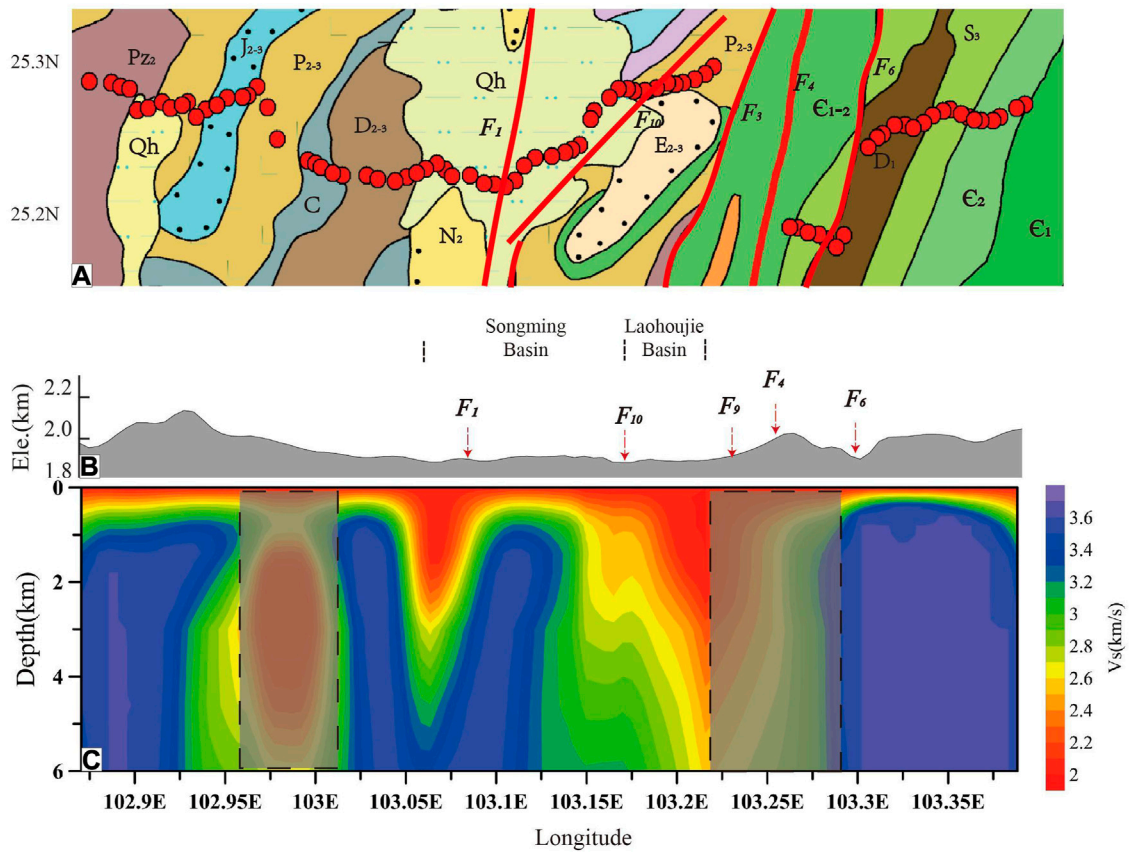 25.3N
25.2N
Pz2
J2-3
P2-3
D2-3
Qh
Qh
C
N2
F1
F10
E2-3
P2-3
F3
F4
F6
Є1-2
D1
S3
Є2
Є1
A
Songming
Basin
Laohoujie
Basin
Ele.(km)
2.2
2.0
1.8
F1
F10
F9
F4
F6
B
Depth(km)
0
2
4
6
C
102.9E 102.95E 103E 103.05E 103.1E 103.15E 103.2E 103.25E 103.3E 103.35E
Longitude
3.6
3.4
3.2
3
2.8
2.6
2.4
2.2
2
Vs(km/s)